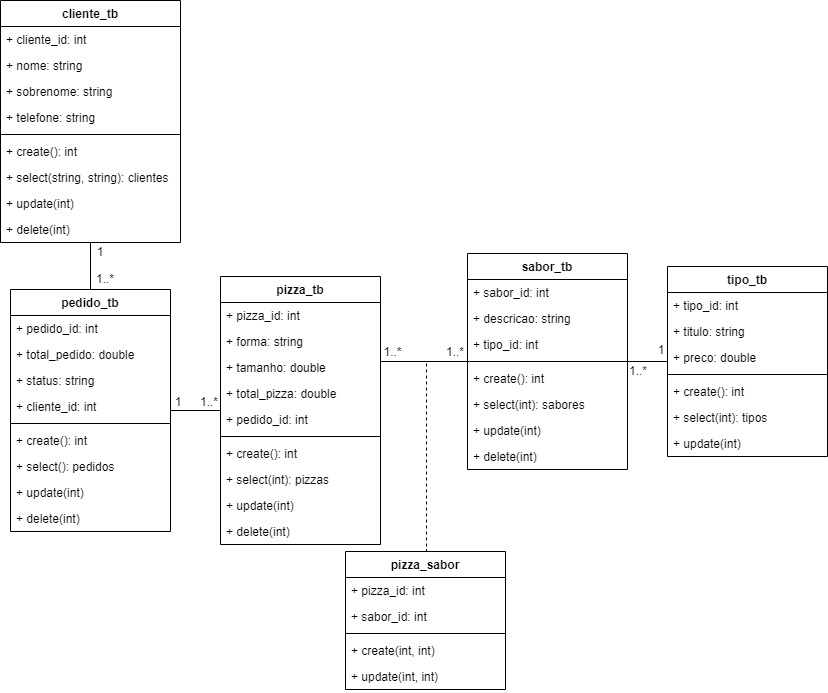 cliente_tb
+ cliente_id: int
+ nome: string
+ sobrenome: string
+ telefone: string
+ create(): int
+ select(string, string): clientes
+ update(int)
+ delete(int)
1
1..*
pedido_tb
+ pedido_id: int
+ total_pedido: double
+ status: string
+ cliente_id: int
+ create(): int
+ select(): pedidos
+ update(int)
+ delete(int)
1
1..*
pizza_tb
+ pizza_id: int
+ forma: string
+ tamanho: double
+ total_pizza: double
+ pedido_id: int
+ create(): int
+ select(int): pizzas
+ update(int)
+ delete(int)
1..*
1..*
sabor_tb
+ sabor_id: int
+ descricao: string
+ tipo_id: int
+ create(): int
+ select(int): sabores
+ update(int)
+ delete(int)
1..*
1
tipo_tb
+ tipo_id: int
+ titulo: string
+ preco: double
+ create(): int
+ select(int): tipos
+ update(int)
pizza_sabor
+ pizza_id: int
+ sabor_id: int
+ create(int, int)
+ update(int, int)